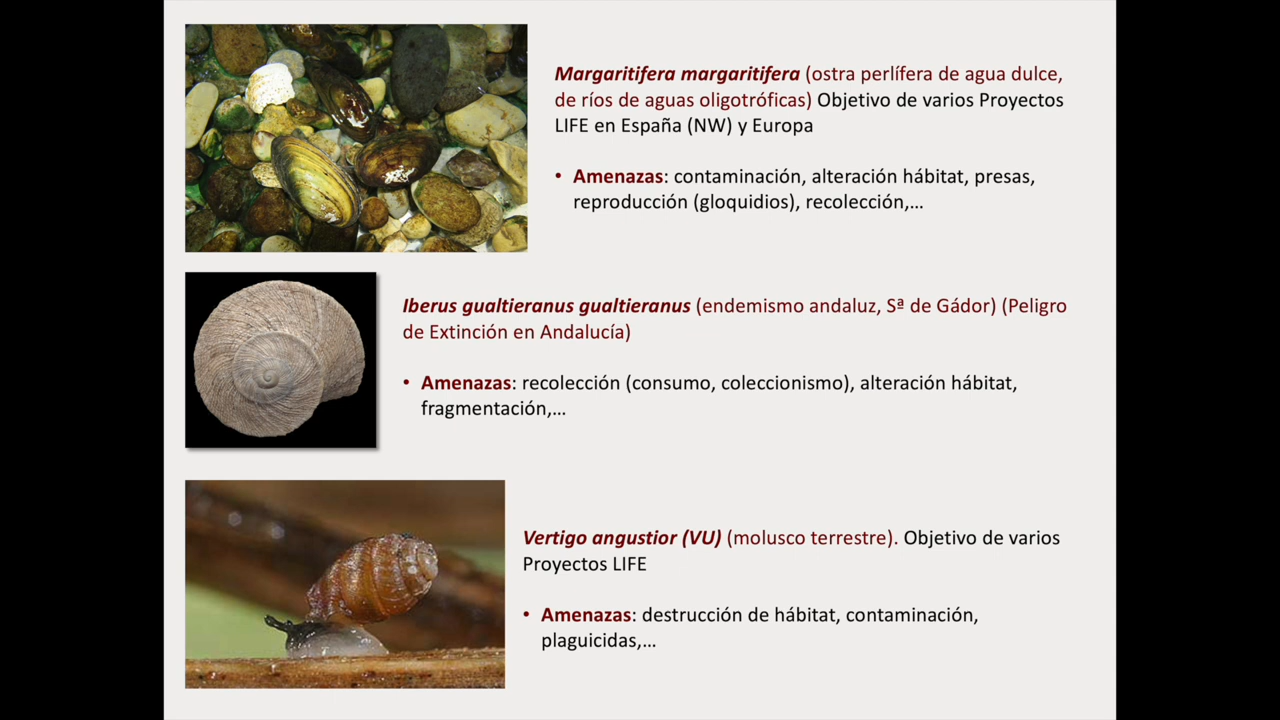 Margaritifera margaritifera (ostra perlífera de agua dulce,
de ríos de aguas oligotróficas) Objetivo de varios Proyectos
LIFE en España (NW) y Europa
• Amenazas: contaminación, alteración hábitat, presas,
reproducción (gloquidios), recolección,...
Iberus gualtieranus gualtieranus (endemismo andaluz, Sª de Gádor) (Peligro
de Extinción en Andalucía)
• Amenazas: recolección (consumo, coleccionismo), alteración hábitat,
fragmentación,...
Vertigo angustior (VU) (molusco terrestre). Objetivo de varios
Proyectos LIFE
• Amenazas: destrucción de hábitat, contaminación,
plaguicidas,...